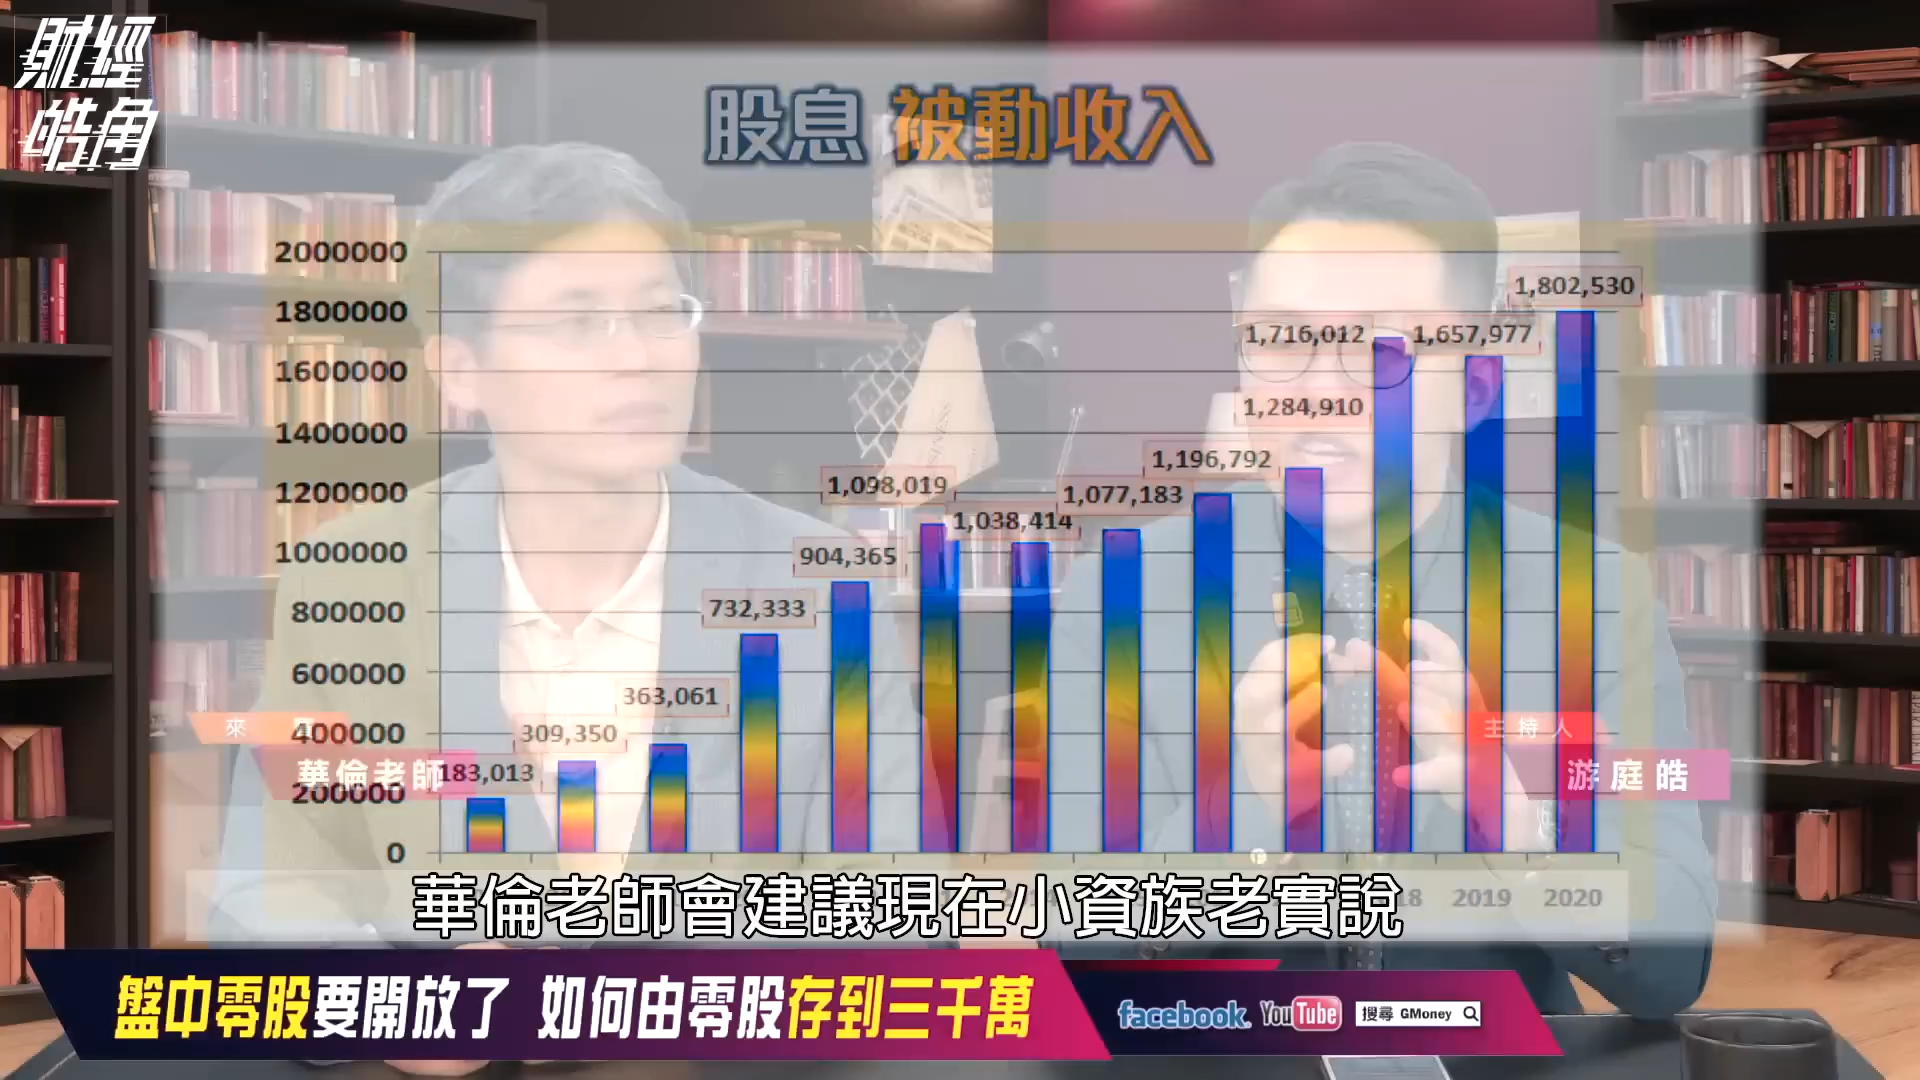 財經
皓角
股息 被動收入
2000000
1800000
1600000
1400000
1200000
1000000
800000
600000
400000
200000
0
183,013
309,350
363,061
732,333
904,365
1,098,019
1,038,414
1,077,183
1,196,792
1,284,910
1,716,012
1,657,977
1,802,530
來
華倫老師
主持人
游庭皓
18 2019 2020
華倫老師會建議現在小資族老實說
盤中零股要開放了 如何由零股存到三千萬
facebook. YouTube 搜尋 GMoney